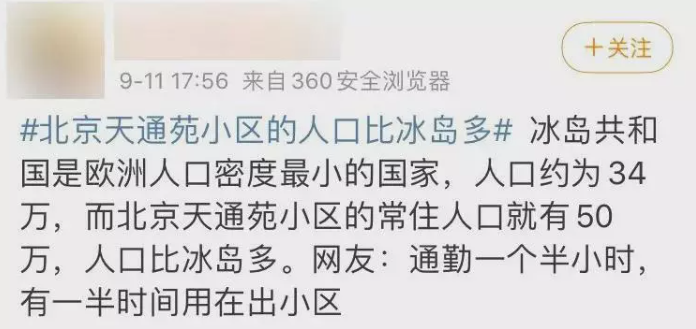 ＋关注
9-11 17:56 来自360安全浏览器
#北京天通苑小区的人口比冰岛多# 冰岛共和
国是欧洲人口密度最小的国家，人口约为34
万，而北京天通苑小区的常住人口就有50
万，人口比冰岛多。网友：通勤一个半小时，
有一半时间用在出小区